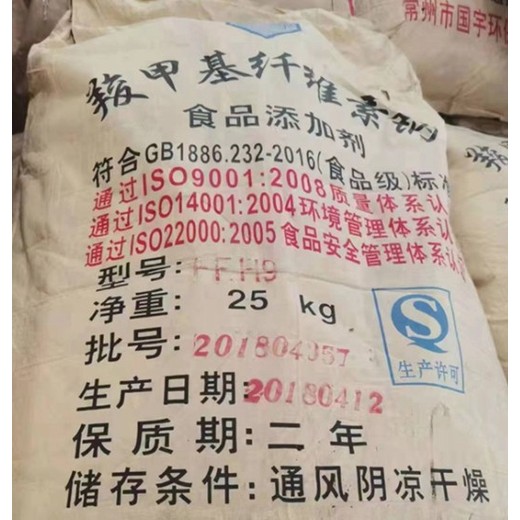 常州市国宇环
羧甲基纤维素钠
食品添加剂
符合GB1886.232-2016(食品级)标准
通过ISO9001:2008质量体系认
通过ISO14001:2004环境管理体系认
通过ISO22000:2005食品安全管理体系认
型号:FH9
净重: 25 kg
批号:201804057
生产日期:20180412
保质期:二年
储存条件:通风阴凉干燥
生产许可
羧